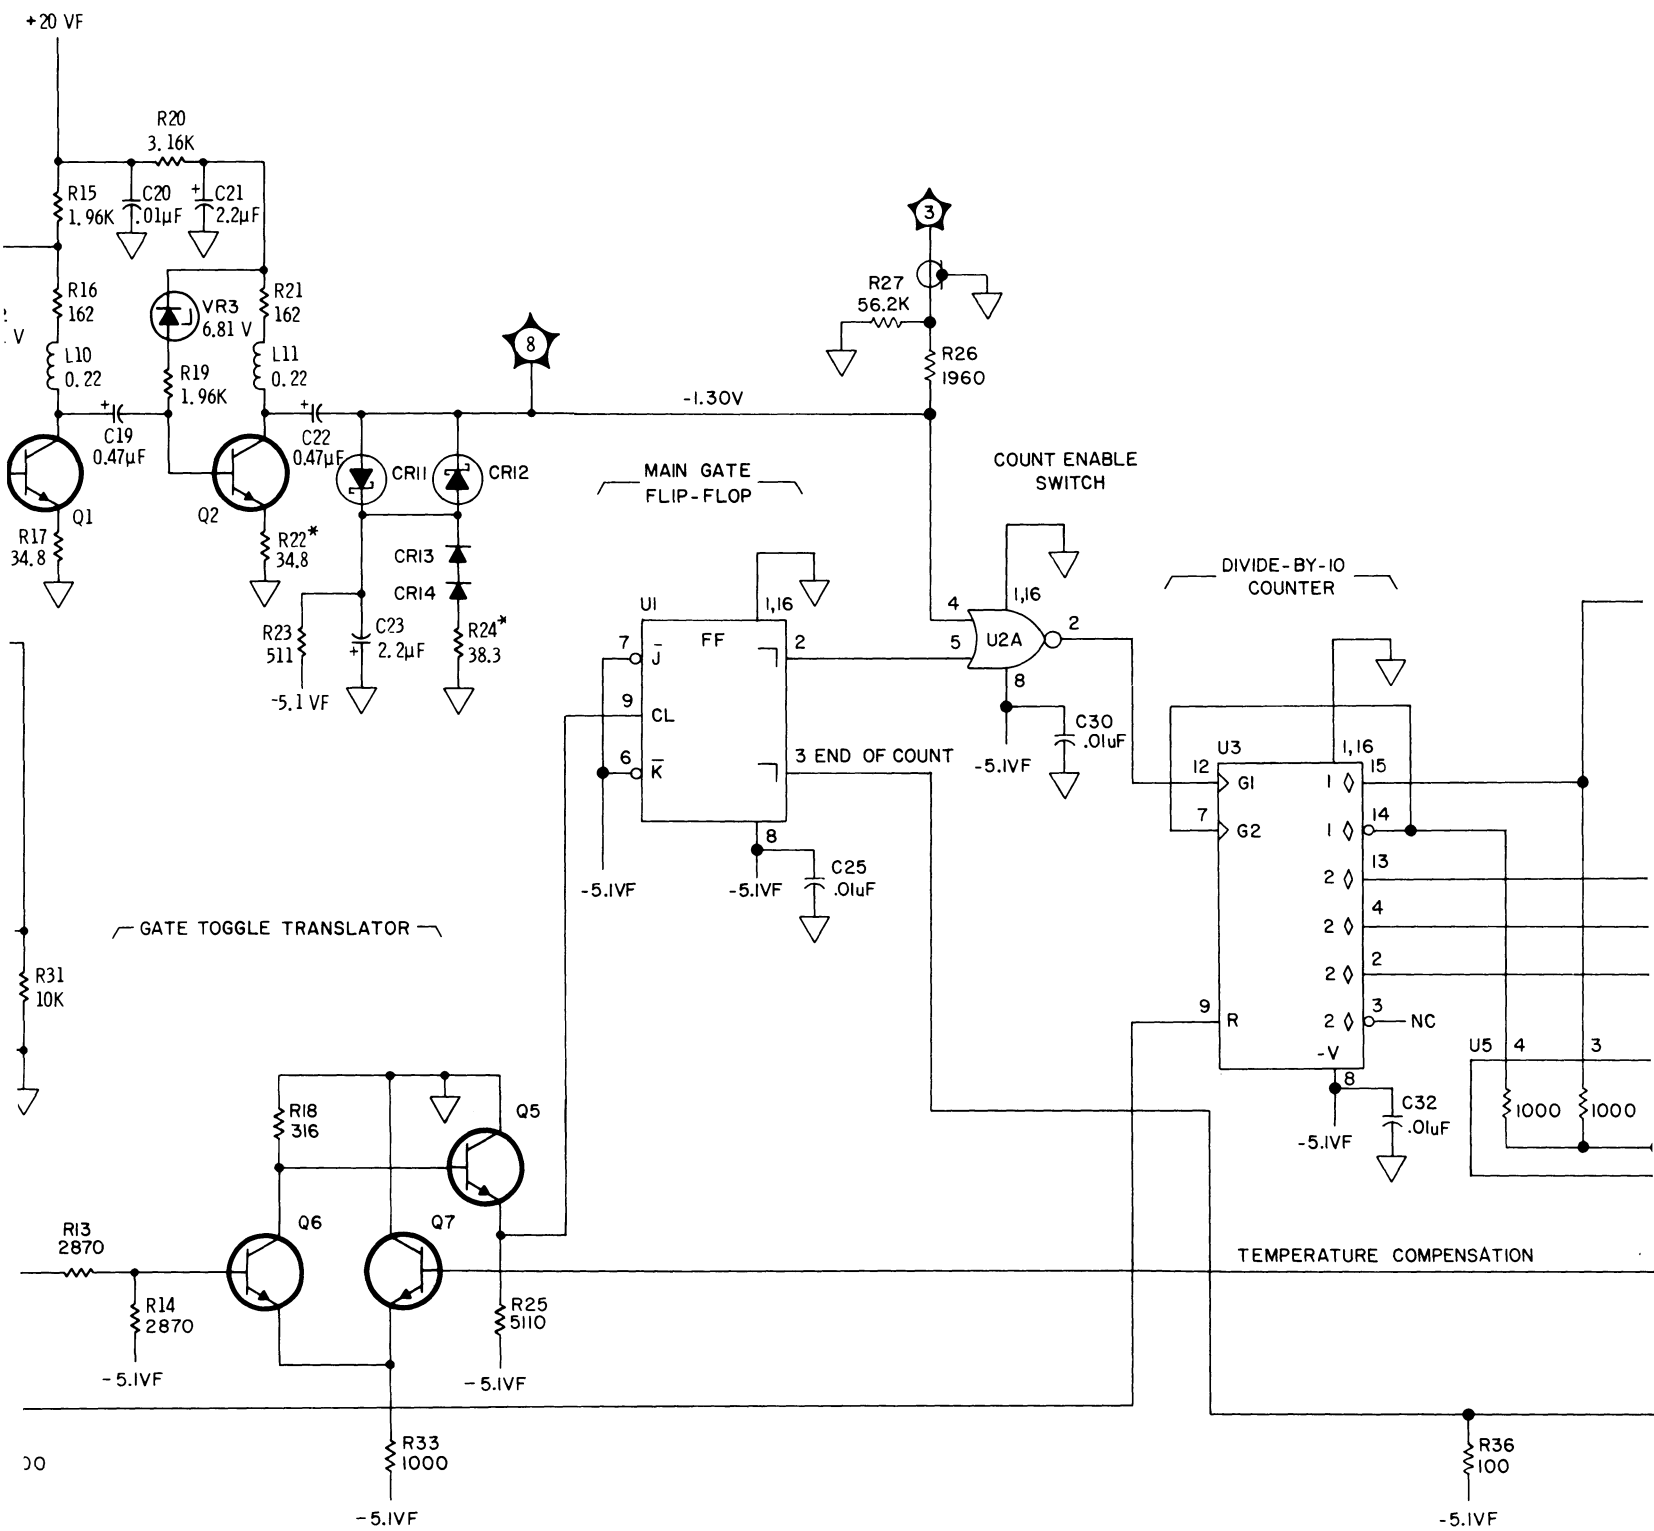 +20 VF
R20
3.16K
R15
1.96K
C20
.01µF
+
C21
2.2µF
3
R16
162
VR3
6.81 V
R21
162
V
R27
56.2K
8
L10
0.22
R19
1.96K
L11
0.22
R26
1960
-1.30V
+
C19
0.47µF
+
C22
0.47µF
CR11
CR12
MAIN GATE
FLIP-FLOP
COUNT ENABLE
SWITCH
Q1
Q2
R17
34.8
R22*
34.8
CR13
CR14
DIVIDE-BY-10
COUNTER
U1
1,16
FF
7
J̅
2
9
CL
6
K̅
3 END OF COUNT
8
-5.1VF
-5.1VF
C25
.01uF
4
5
U2A
1,16
2
8
-5.1VF
C30
.01uF
R23
511
-5.1 VF
C23
+
2.2µF
R24*
38.3
U3
1,16
12
G1
1
15
7
G2
1
14
2
13
2
4
2
2
9
R
2
3
NC
-V
8
-5.1VF
C32
.01uF
U5
4
3
1000
1000
GATE TOGGLE TRANSLATOR
R31
10K
R18
316
Q5
Q6
Q7
R13
2870
R14
2870
-5.1VF
R25
5110
-5.1VF
TEMPERATURE COMPENSATION
R33
1000
-5.1VF
R36
100
-5.1VF